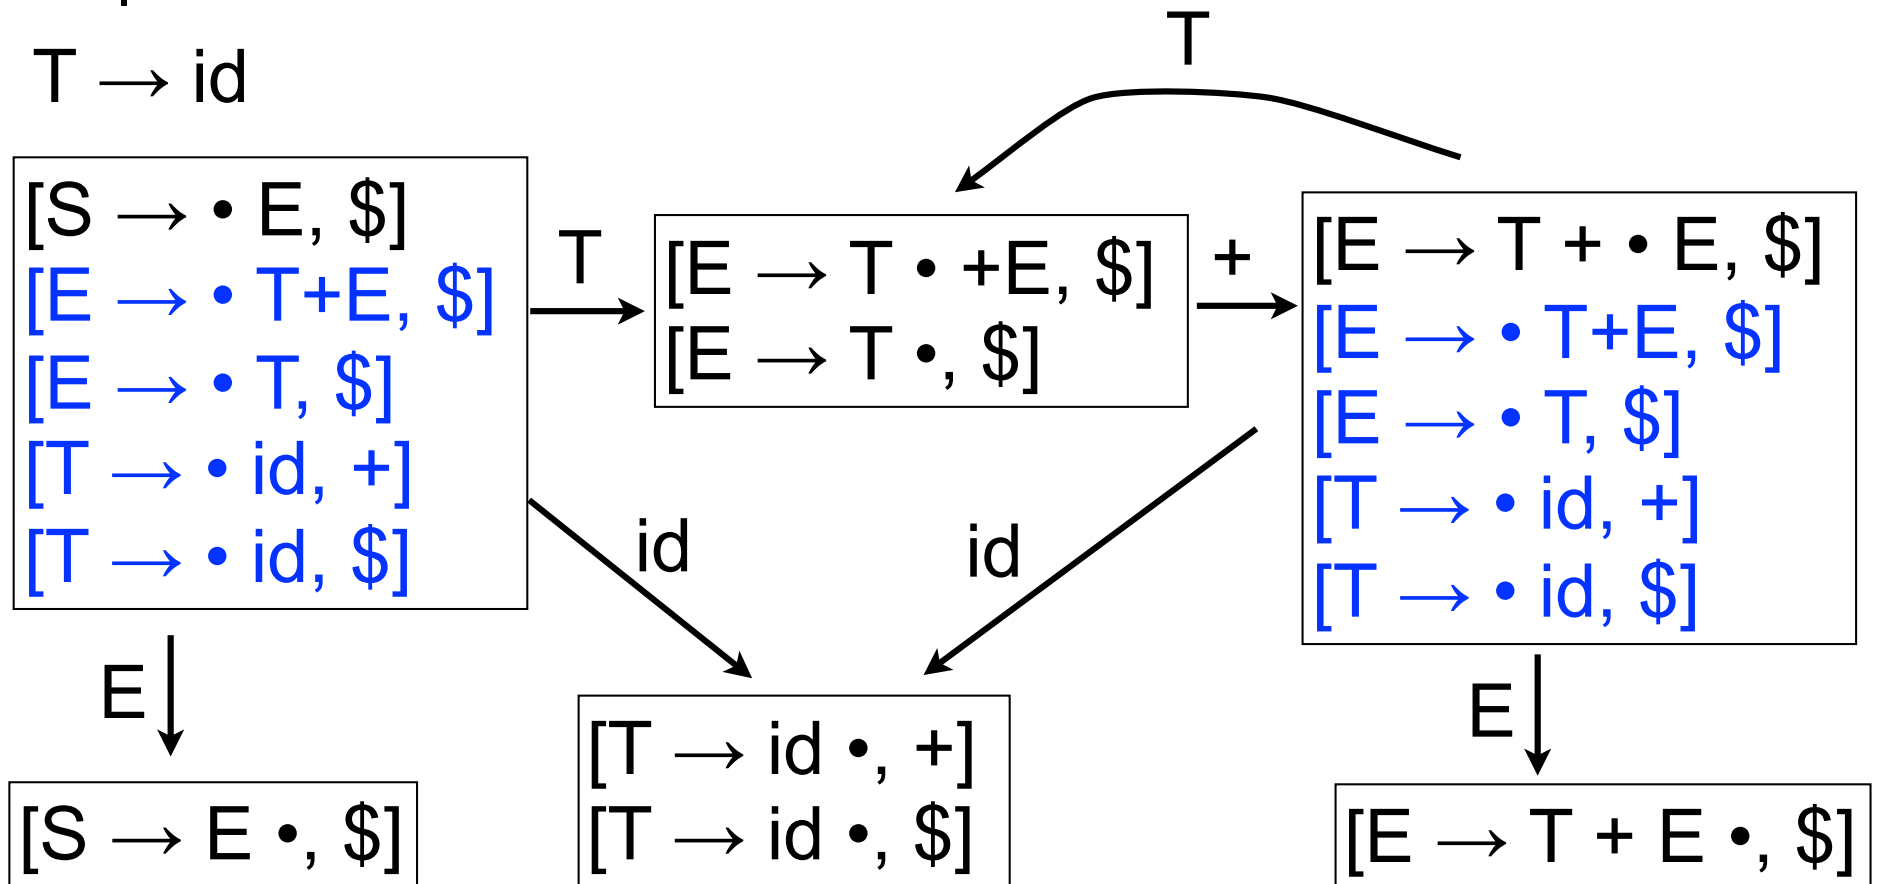 T → id
T
[S → • E, $]
[E → • T+E, $]
[E → • T, $]
[T → • id, +]
[T → • id, $]
T
[E → T • +E, $]
[E → T •, $]
+
[E → T + • E, $]
[E → • T+E, $]
[E → • T, $]
[T → • id, +]
[T → • id, $]
id
id
E
E
[S → E •, $]
[T → id •, +]
[T → id •, $]
[E → T + E •, $]